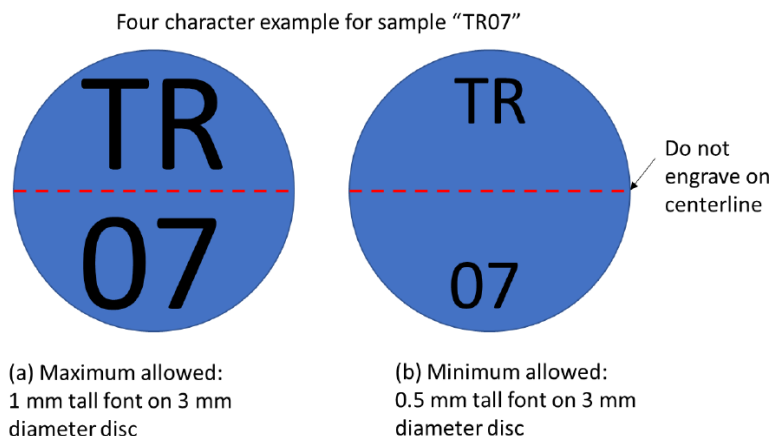 Four character example for sample “TR07”
TR
07
TR
07
Do not
engrave on
centerline
(a) Maximum allowed:
1 mm tall font on 3 mm
diameter disc
(b) Minimum allowed:
0.5 mm tall font on 3 mm
diameter disc